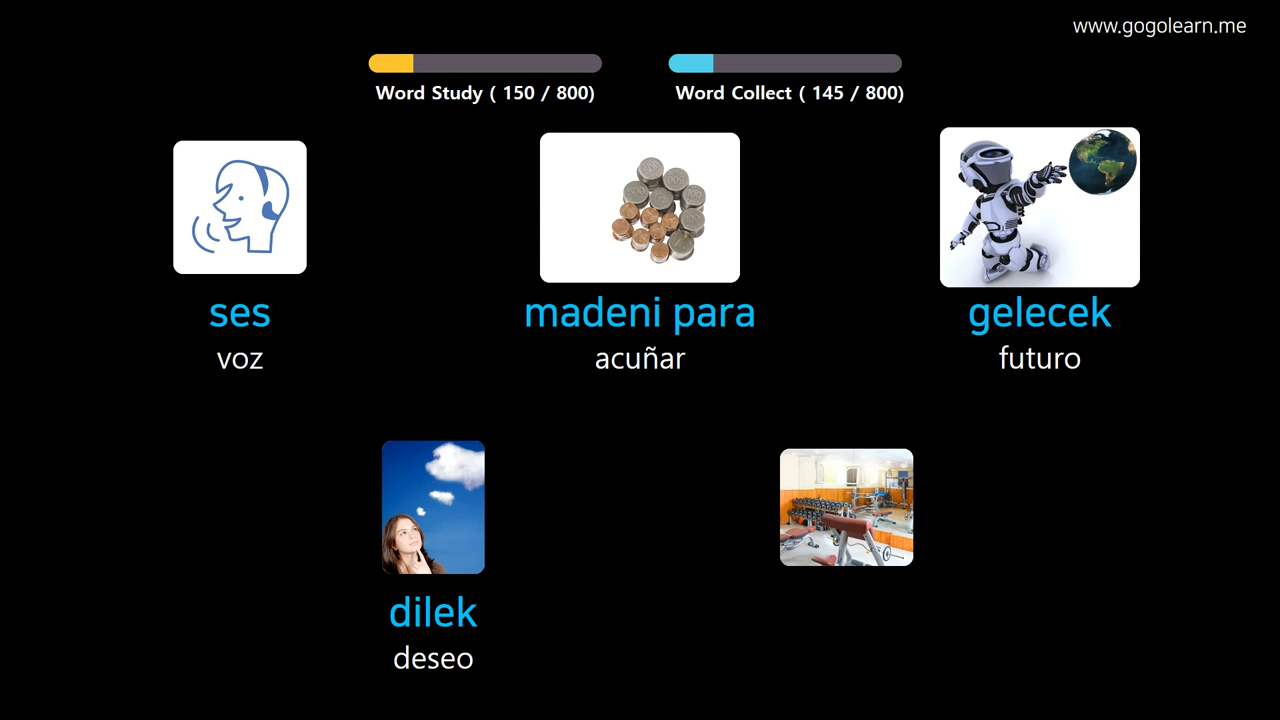 www.gogolearn.me
Word Study ( 150 / 800)
Word Collect ( 145 / 800)
ses
voz
madeni para
acuñar
gelecek
futuro
dilek
deseo